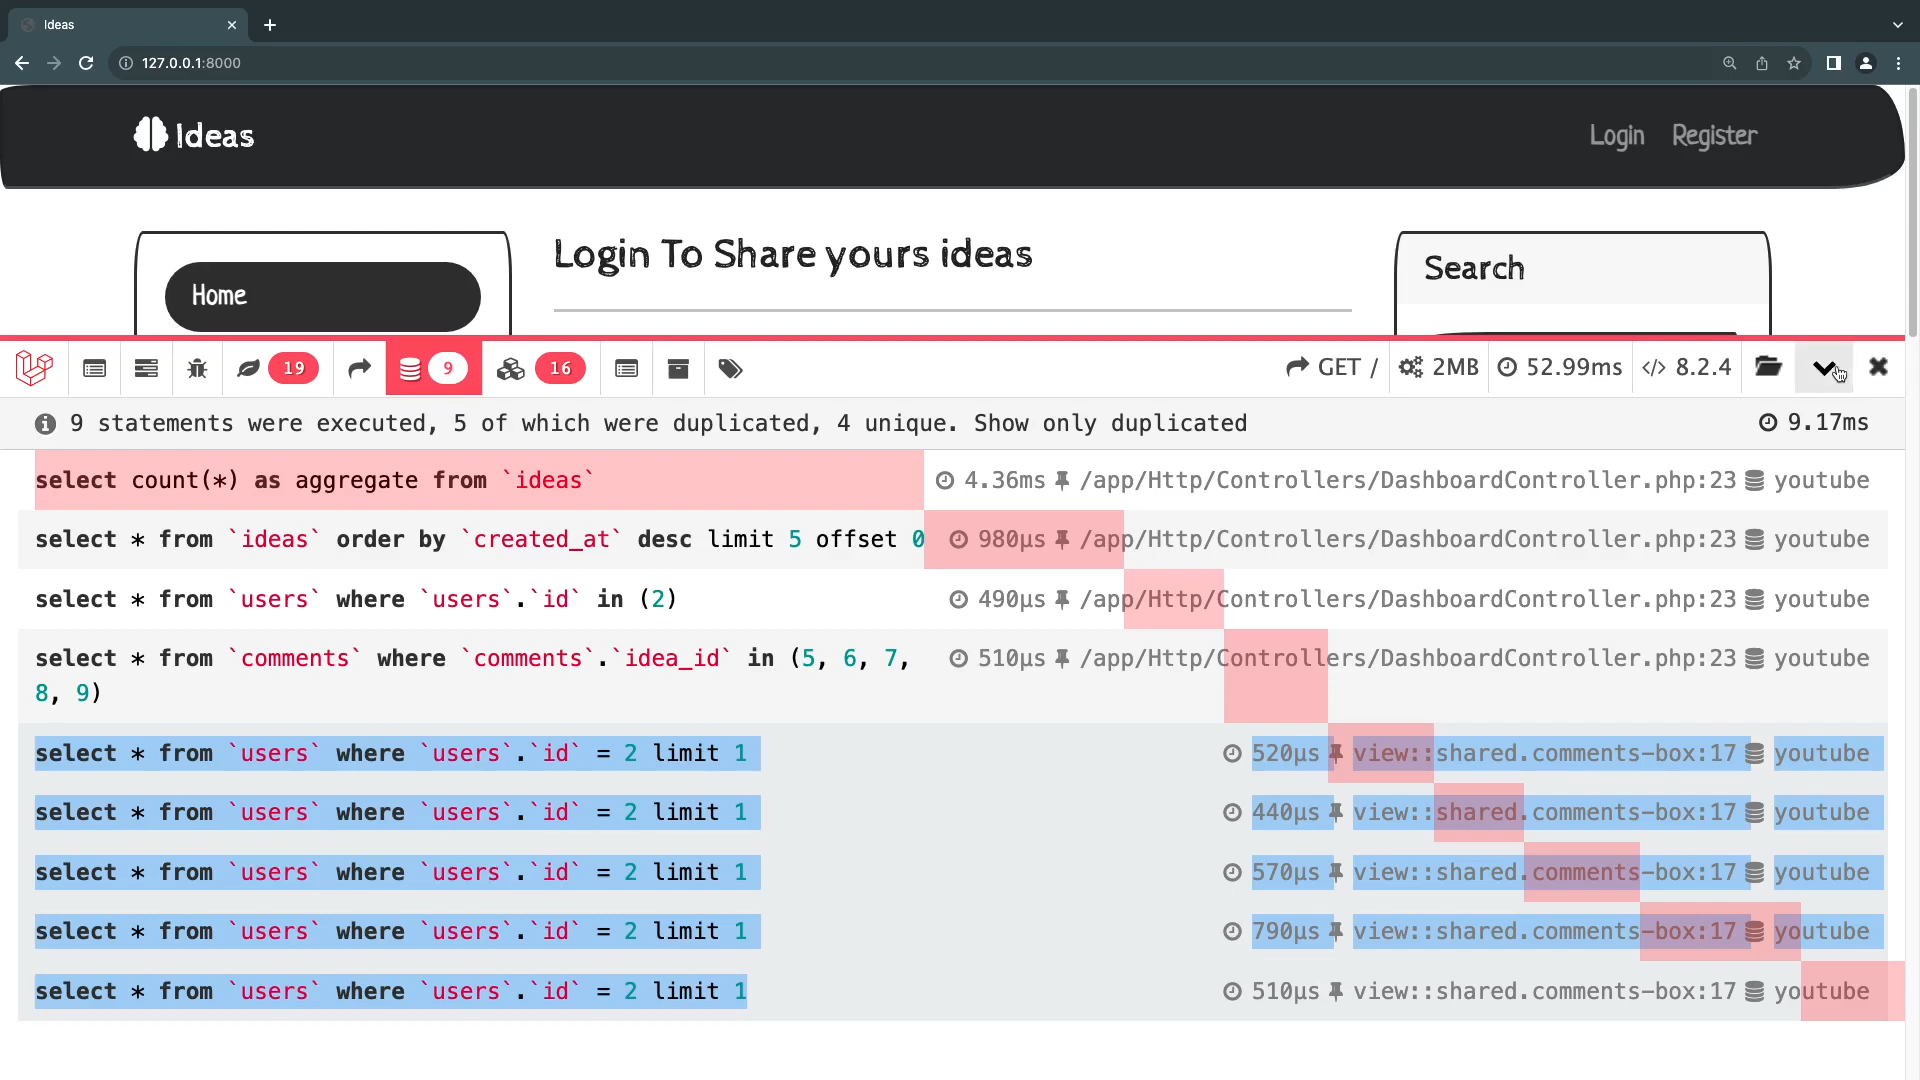 Ideas
127.0.0.1:8000
Ideas
Login Register
Home
Login To Share yours ideas
Search
19 9 16 GET / 2MB 52.99ms 8.2.4
9 statements were executed, 5 of which were duplicated, 4 unique. Show only duplicated 9.17ms
select count(*) as aggregate from `ideas` 4.36ms /app/Http/Controllers/DashboardController.php:23 youtube
select * from `ideas` order by `created_at` desc limit 5 offset 0 980μs /app/Http/Controllers/DashboardController.php:23 youtube
select * from `users` where `users`.`id` in (2) 490μs /app/Http/Controllers/DashboardController.php:23 youtube
select * from `comments` where `comments`.`idea_id` in (5, 6, 7, 510μs /app/Http/Controllers/DashboardController.php:23 youtube
8, 9)
select * from `users` where `users`.`id` = 2 limit 1 520μs view::shared.comments-box:17 youtube
select * from `users` where `users`.`id` = 2 limit 1 440μs view::shared.comments-box:17 youtube
select * from `users` where `users`.`id` = 2 limit 1 570μs view::shared.comments-box:17 youtube
select * from `users` where `users`.`id` = 2 limit 1 790μs view::shared.comments-box:17 youtube
select * from `users` where `users`.`id` = 2 limit 1 510μs view::shared.comments-box:17 youtube